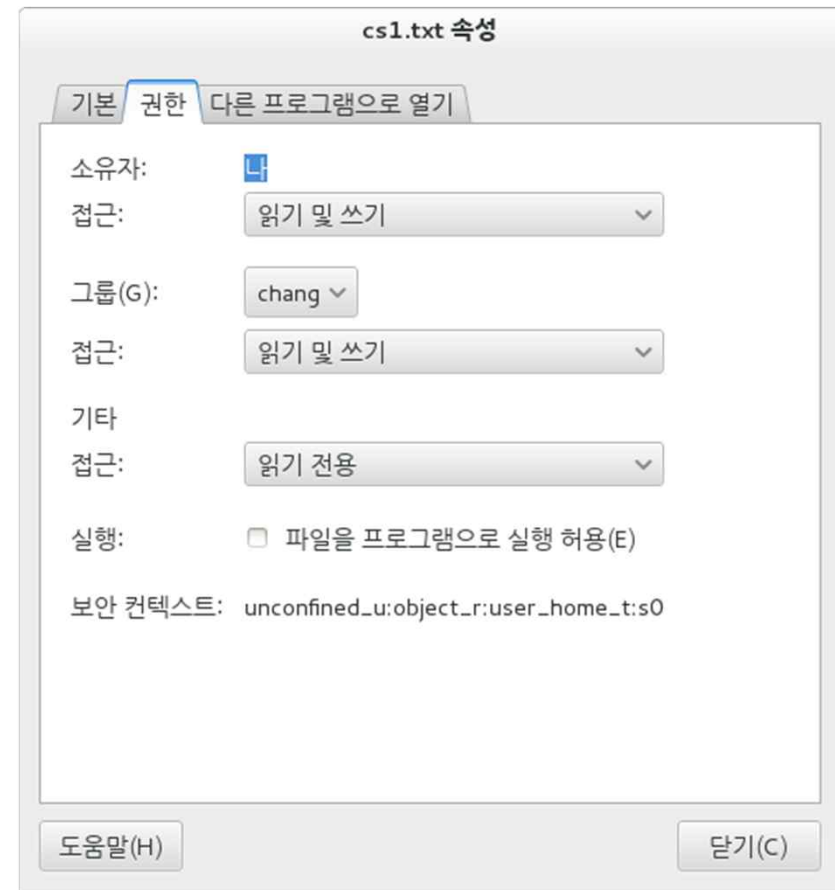 cs1.txt 속성
기본 권한 다른 프로그램으로 열기
소유자: 나
접근: 읽기 및 쓰기
그룹(G): chang
접근: 읽기 및 쓰기
기타
접근: 읽기 전용
실행: 파일을 프로그램으로 실행 허용(E)
보안 컨텍스트: unconfined_u:object_r:user_home_t:s0
도움말(H) 닫기(C)